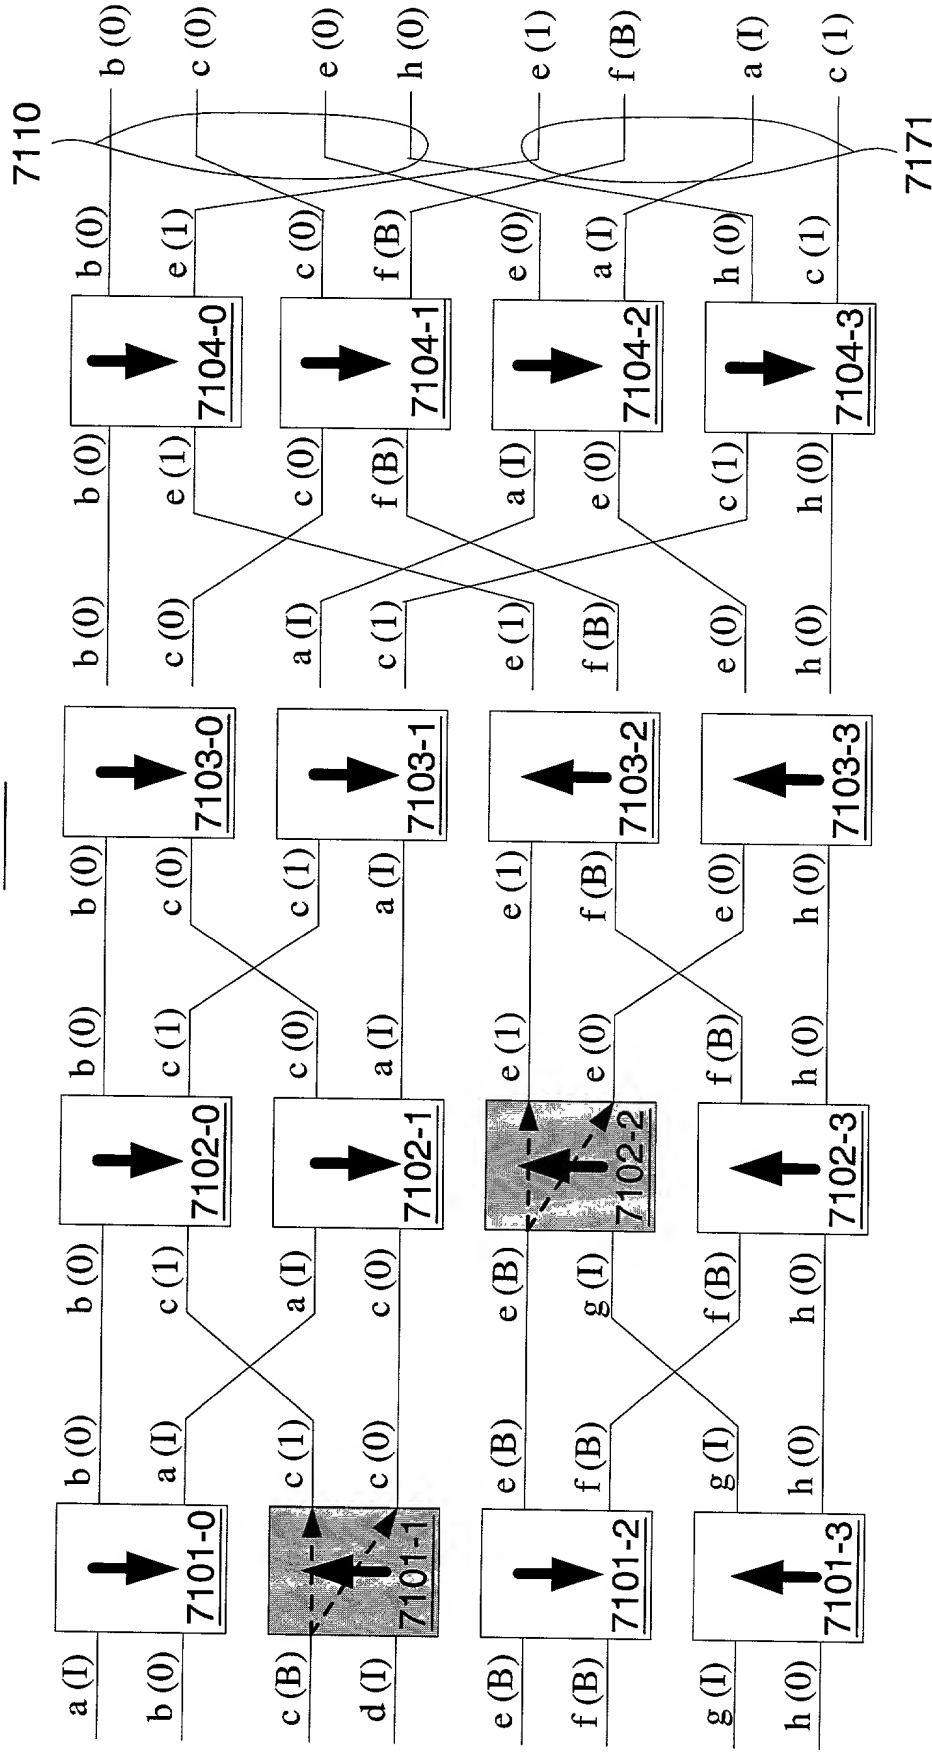 a (I)
b (0)
c (B)
d (I)
e (B)
f (B)
g (I)
h (0)
7101-0
7101-1
7101-2
7101-3
b (0)
a (I)
c (1)
c (0)
e (B)
f (B)
g (I)
h (0)
b (0)
c (1)
a (I)
c (0)
e (B)
g (I)
f (B)
h (0)
7102-0
7102-1
7102-2
7102-3
b (0)
c (1)
c (0)
a (I)
e (1)
e (0)
f (B)
h (0)
b (0)
c (0)
c (1)
a (I)
e (1)
f (B)
e (0)
h (0)
7103-0
7103-1
7103-2
7103-3
b (0)
c (0)
a (I)
c (1)
e (1)
f (B)
e (0)
h (0)
b (0)
e (1)
c (0)
f (B)
a (I)
e (0)
c (1)
h (0)
7104-0
7104-1
7104-2
7104-3
b (0)
e (1)
c (0)
f (B)
e (0)
a (I)
h (0)
c (1)
7110
7171
b (0)
c (0)
e (0)
h (0)
e (1)
f (B)
a (I)
c (1)